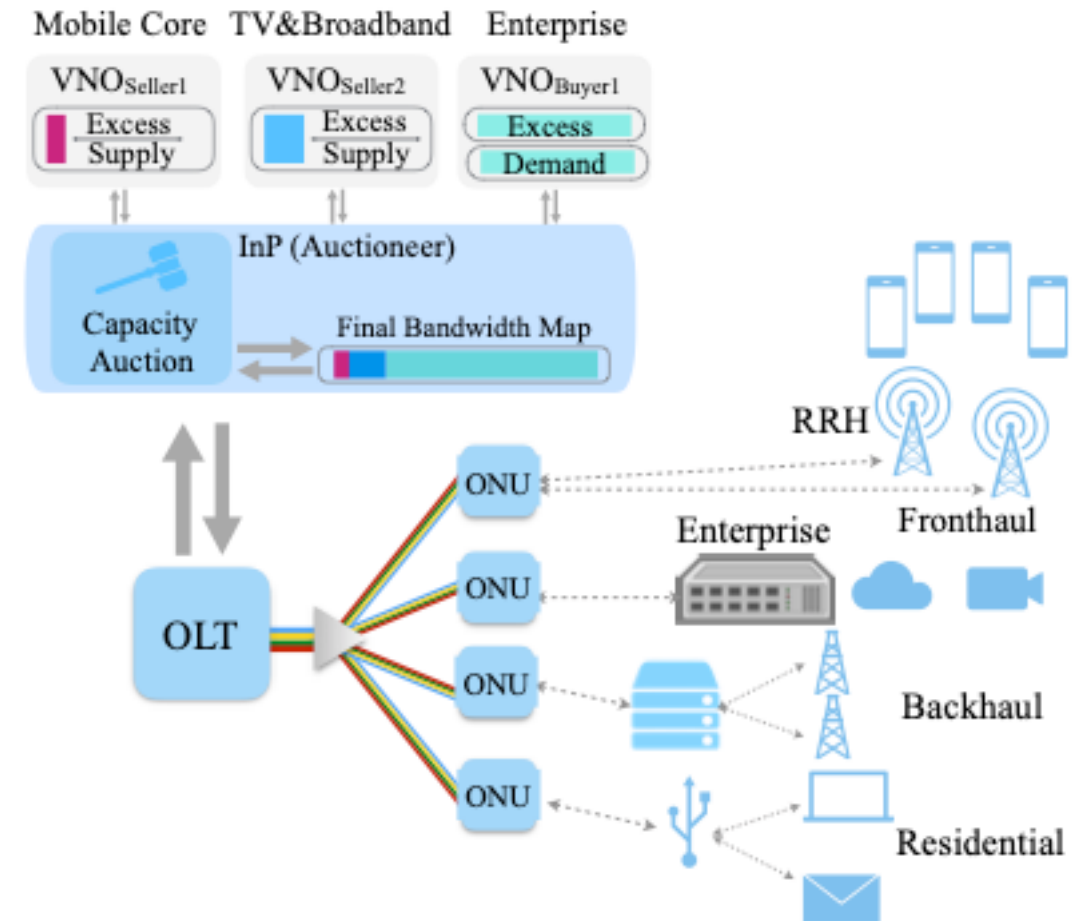 Mobile Core TV&Broadband Enterprise
VNOSeller1 VNOSeller2 VNOBuyer1
Excess
Supply
Excess
Supply
Excess
Demand
InP (Auctioneer)
Capacity
Auction
Final Bandwidth Map
RRH
ONU
Fronthaul
Enterprise
ONU
OLT
ONU
Backhaul
ONU
Residential